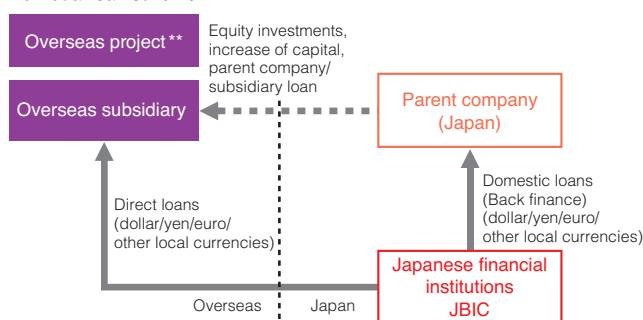 Overseas project**
Equity investments,
increase of capital,
parent company/
subsidiary loan
Overseas subsidiary
Parent company
(Japan)
Direct loans
(dollar/yen/euro/
other local currencies)
Domestic loans
(Back finance)
(dollar/yen/euro/
other local currencies)
Japanese financial
institutions
JBIC
Overseas
Japan